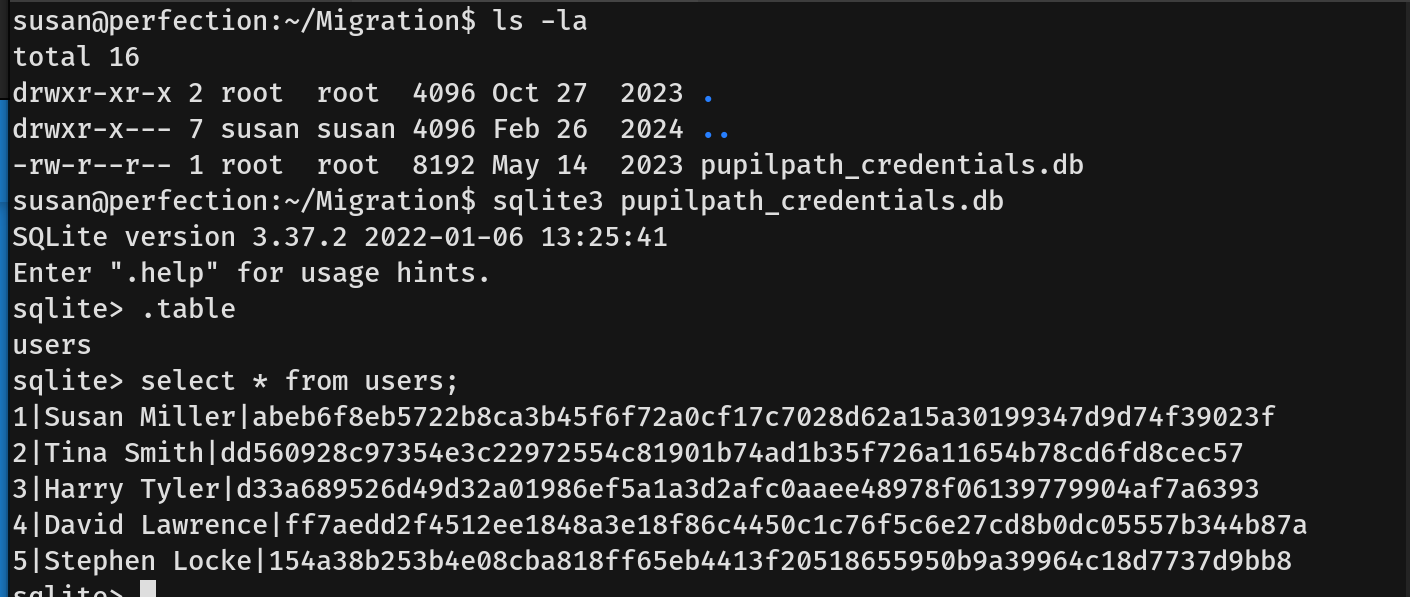 susan@perfection:~/Migration$ ls -la
total 16
drwxr-xr-x 2 root  root  4096 Oct 27  2023 .
drwxr-x--- 7 susan susan 4096 Feb 26  2024 ..
-rw-r--r-- 1 root  root  8192 May 14  2023 pupilpath_credentials.db
susan@perfection:~/Migration$ sqlite3 pupilpath_credentials.db
SQLite version 3.37.2 2022-01-06 13:25:41
Enter ".help" for usage hints.
sqlite> .table
users
sqlite> select * from users;
1|Susan Miller|abeb6f8eb5722b8ca3b45f6f72a0cf17c7028d62a15a30199347d9d74f39023f
2|Tina Smith|dd560928c97354e3c22972554c81901b74ad1b35f726a11654b78cd6fd8cec57
3|Harry Tyler|d33a689526d49d32a01986ef5a1a3d2afc0aaee48978f06139779904af7a6393
4|David Lawrence|ff7aedd2f4512ee1848a3e18f86c4450c1c76f5c6e27cd8b0dc05557b344b87a
5|Stephen Locke|154a38b253b4e08cba818ff65eb4413f20518655950b9a39964c18d7737d9bb8
sqlite>